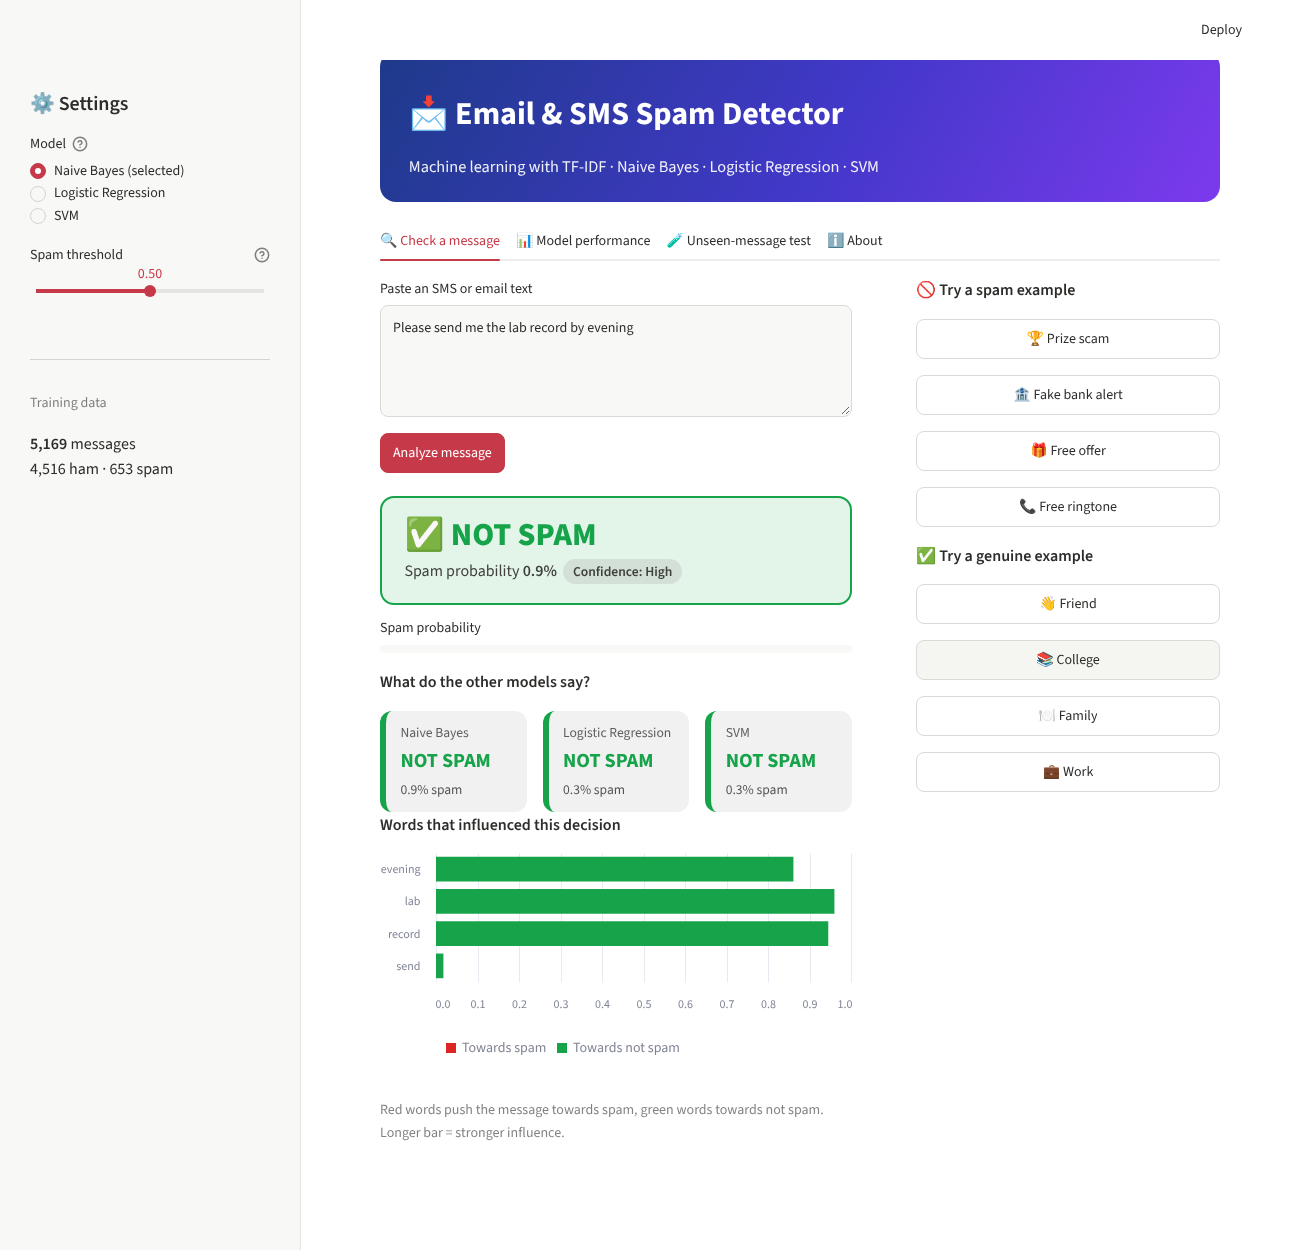 Deploy
⚙️ Settings
Model
Naive Bayes (selected)
Logistic Regression
SVM
Spam threshold
0.50
Training data
5,169 messages
4,516 ham · 653 spam
📩 Email & SMS Spam Detector
Machine learning with TF-IDF · Naive Bayes · Logistic Regression · SVM
🔍 Check a message
📊 Model performance
🧪 Unseen-message test
ℹ️ About
Paste an SMS or email text
Please send me the lab record by evening
Analyze message
✅ NOT SPAM
Spam probability 0.9% Confidence: High
Spam probability
What do the other models say?
Naive Bayes
NOT SPAM
0.9% spam
Logistic Regression
NOT SPAM
0.3% spam
SVM
NOT SPAM
0.3% spam
Words that influenced this decision
evening
lab
record
send
0.0 0.1 0.2 0.3 0.4 0.5 0.6 0.7 0.8 0.9 1.0
Towards spam Towards not spam
Red words push the message towards spam, green words towards not spam.
Longer bar = stronger influence.
🚫 Try a spam example
🏆 Prize scam
🏦 Fake bank alert
🎁 Free offer
📞 Free ringtone
✅ Try a genuine example
👋 Friend
📚 College
🍽️ Family
💼 Work